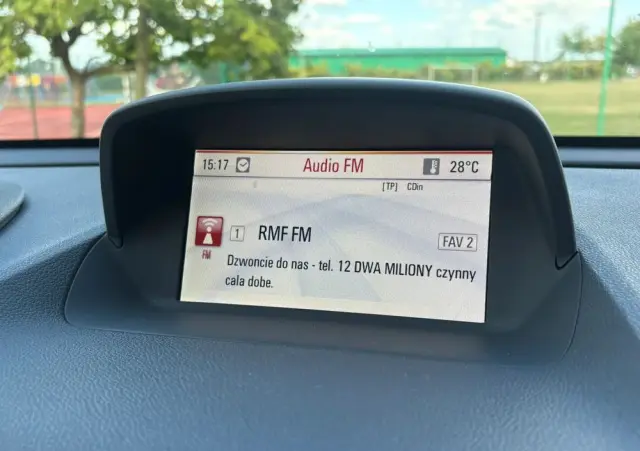 15:17 Audio FM 28°C
[TP] CDin
1 RMF FM FAV 2
FM
Dzwoncie do nas - tel. 12 DWA MILIONY czynny
cala dobe.